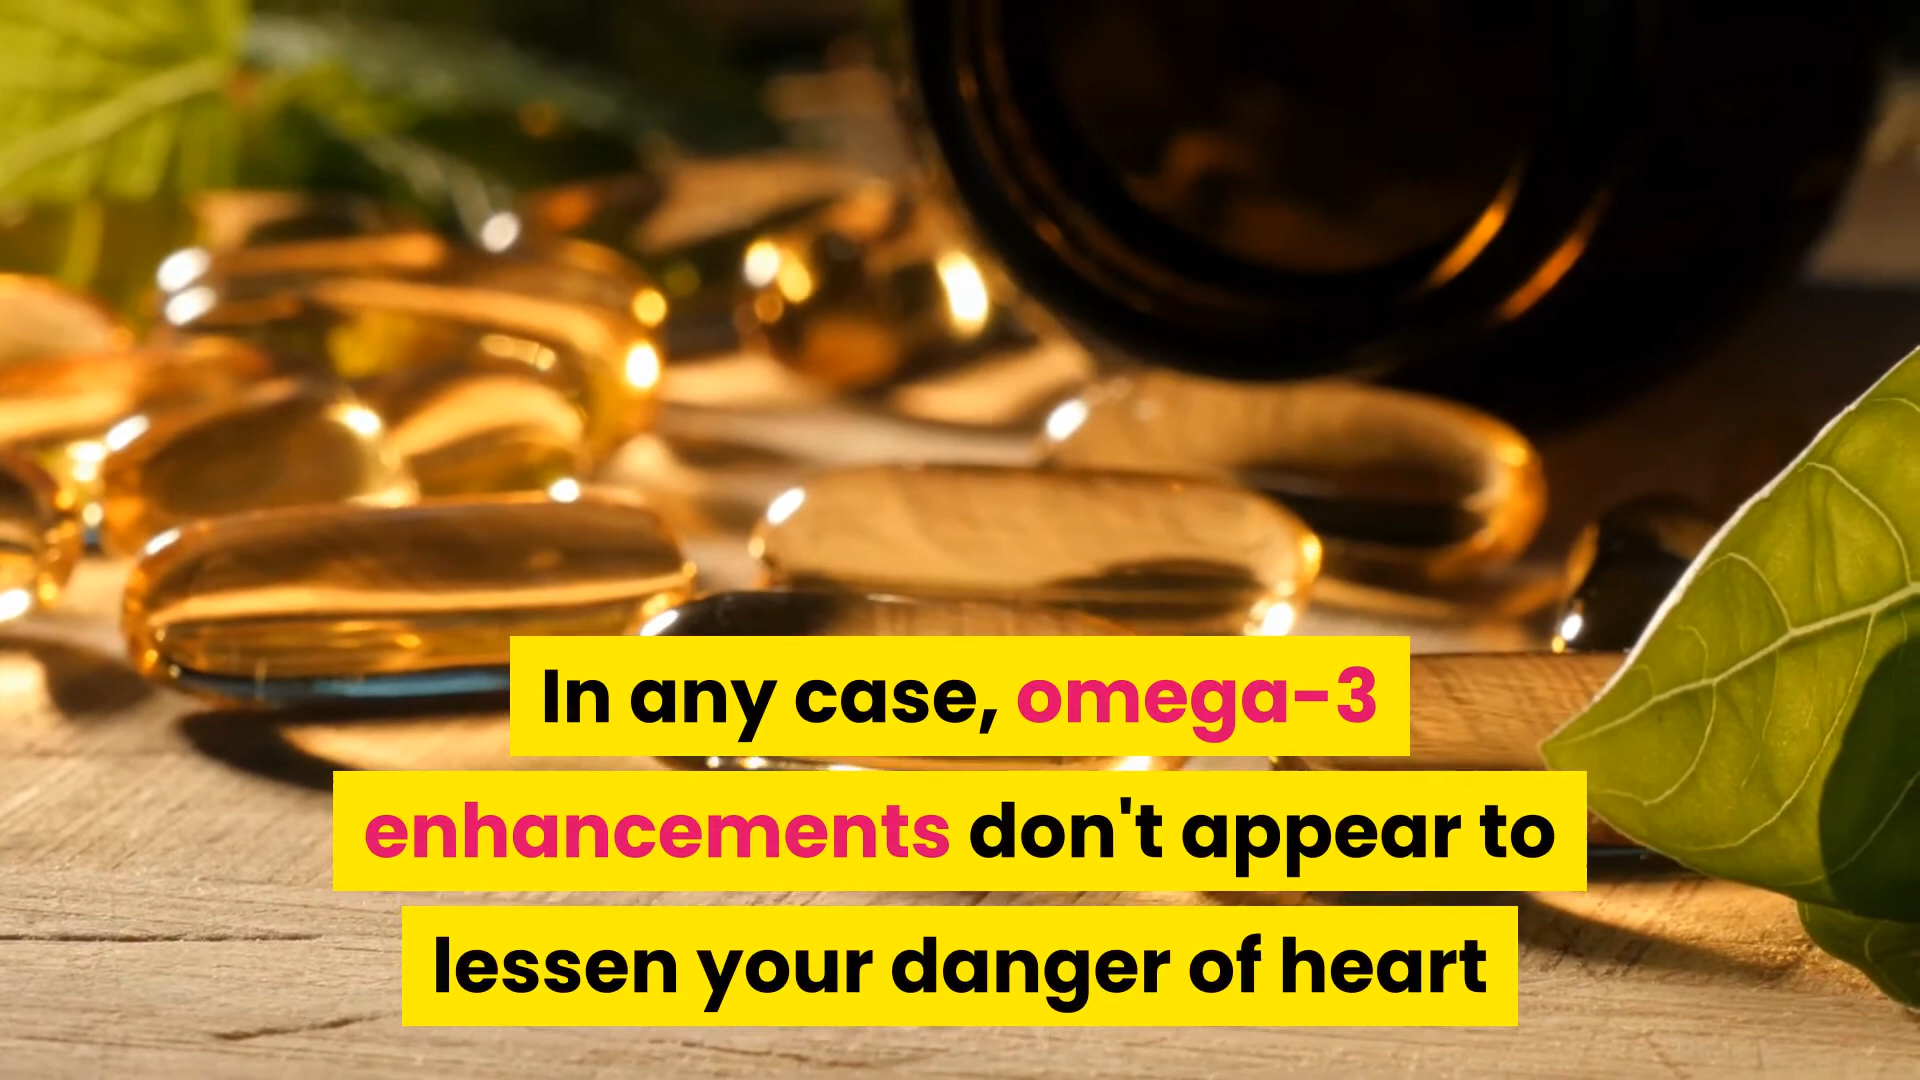 In any case, omega-3
enhancements don't appear to
lessen your danger of heart